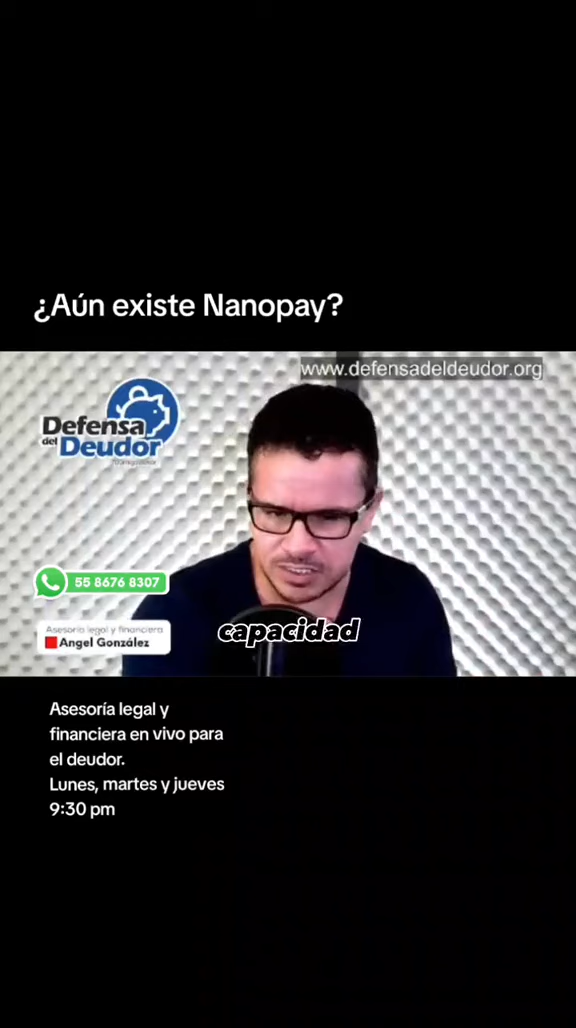 ¿Aún existe Nanopay?
www.defensadeldeudor.org
Defensa
del Deudor
55 8676 8307
Asesoría legal y financiera
Angel González
capacidad
Asesoría legal y
financiera en vivo para
el deudor.
Lunes, martes y jueves
9:30 pm